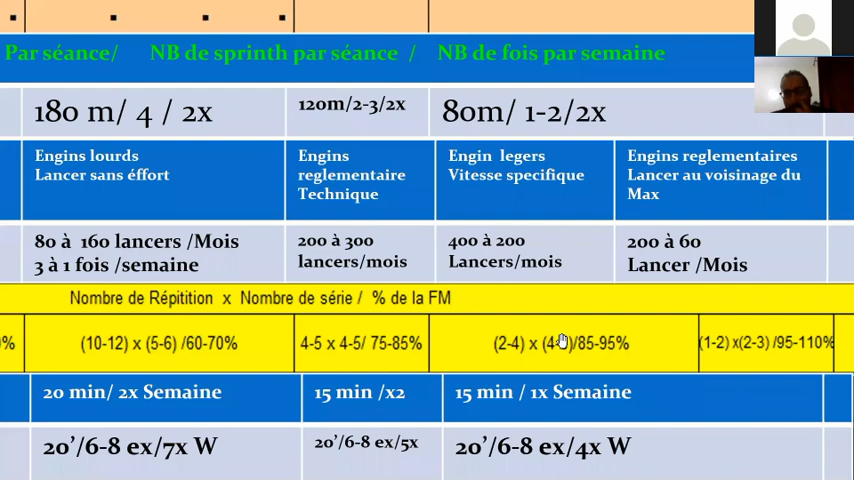 Par séance/ NB de sprinth par séance / NB de fois par semaine
180 m/ 4 / 2x 120m/2-3/2x 80m/ 1-2/2x
Engins lourds
Lancer sans éffort
Engins
reglementaire
Technique
Engin legers
Vitesse specifique
Engins reglementaires
Lancer au voisinage du
Max
80 à 160 lancers /Mois
3 à 1 fois /semaine
200 à 300
lancers/mois
400 à 200
Lancers/mois
200 à 60
Lancer /Mois
Nombre de Répitition x Nombre de série / % de la FM
% (10-12) x (5-6) /60-70% 4-5 x 4-5/ 75-85% (2-4) x (4- )/85-95% (1-2) x(2-3) /95-110%
20 min/ 2x Semaine 15 min /x2 15 min / 1x Semaine
20’/6-8 ex/7x W 20’/6-8 ex/5x 20’/6-8 ex/4x W